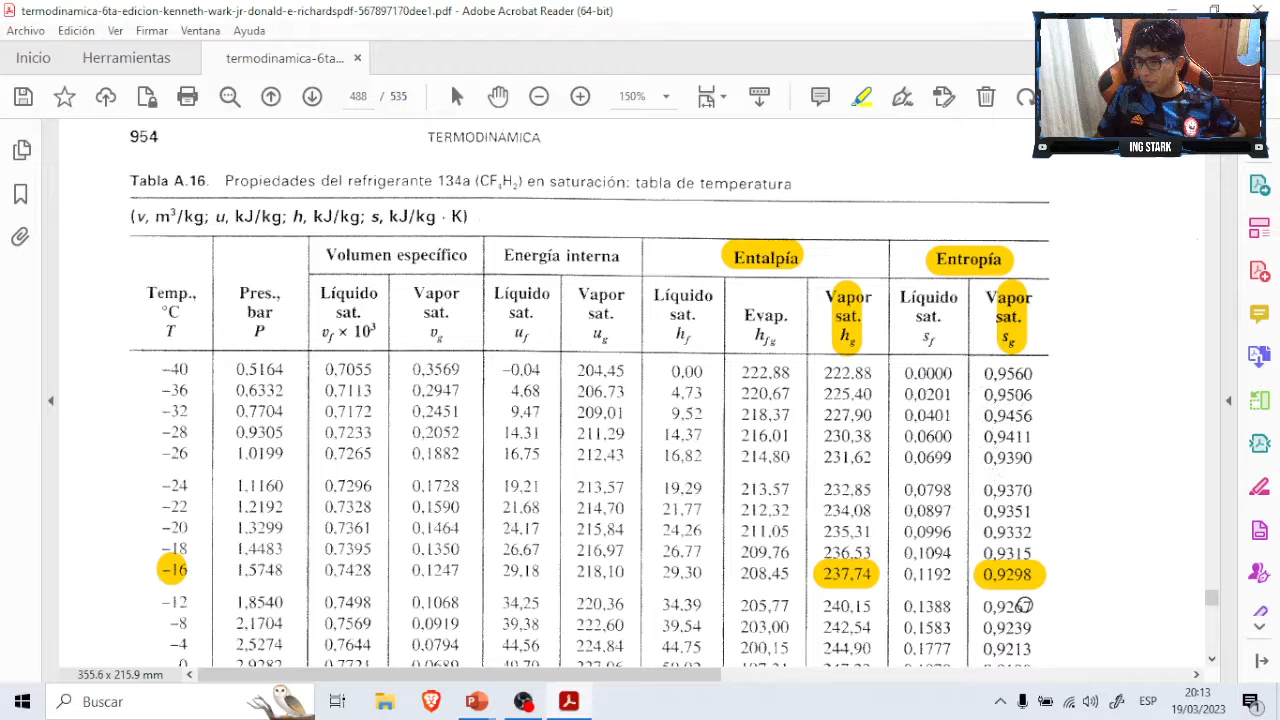 termodinamica-6ta-edicion-kenneth-wark-jr-donald-e-richardspdf-567897170dee1.pdf - Adobe Acrobat Reader (64-bit)
Archivo Edición Ver Firmar Ventana Ayuda
Inicio Herramientas termodinamica-6ta... ×
488 / 535 150%
ING STARK
954 TERMODINÁMICA
Tabla A.16. Propiedades del refrigerante 134a (CF₄H₂) en saturación: tabla de temperatura
(v, m³/kg; u, kJ/kg; h, kJ/kg; s, kJ/kg · K)
Volumen específico Energía interna Entalpía Entropía
Temp., Pres., Líquido Vapor Líquido Vapor Líquido Vapor Líquido Vapor
°C bar sat. sat. sat. sat. sat. Evap. sat. sat. sat.
T P v_f × 10³ v_g u_f u_g h_f h_fg h_g s_f s_g
−40 0,5164 0,7055 0,3569 −0,04 204,45 0,00 222,88 222,88 0,0000 0,9560
−36 0,6332 0,7113 0,2947 4,68 206,73 4,73 220,67 225,40 0,0201 0,9506
−32 0,7704 0,7172 0,2451 9,47 209,01 9,52 218,37 227,90 0,0401 0,9456
−28 0,9305 0,7233 0,2052 14,31 211,29 14,37 216,01 230,38 0,0600 0,9411
−26 1,0199 0,7265 0,1882 16,75 212,43 16,82 214,80 231,62 0,0699 0,9390
−24 1,1160 0,7296 0,1728 19,21 213,57 19,29 213,57 232,85 0,0798 0,9370
−22 1,2192 0,7328 0,1590 21,68 214,70 21,77 212,32 234,08 0,0897 0,9351
−20 1,3299 0,7361 0,1464 24,17 215,84 24,26 211,05 235,31 0,0996 0,9332
−18 1,4483 0,7395 0,1350 26,67 216,97 26,77 209,76 236,53 0,1094 0,9315
−16 1,5748 0,7428 0,1247 29,18 218,10 29,30 208,45 237,74 0,1192 0,9298
−12 1,8540 0,7498 0,1068 34,25 220,36 34,39 205,77 240,15 0,1388 0,9267
−8 2,1704 0,7569 0,0919 39,38 222,60 39,54 203,00 242,54 0,1583 0,9239
−4 2,5274 0,7644 0,0794 44,56 224,84 44,75 200,15 244,90 0,1777 0,9213
355.6 x 215.9 mm
Buscar ESP 20:13
19/03/2023